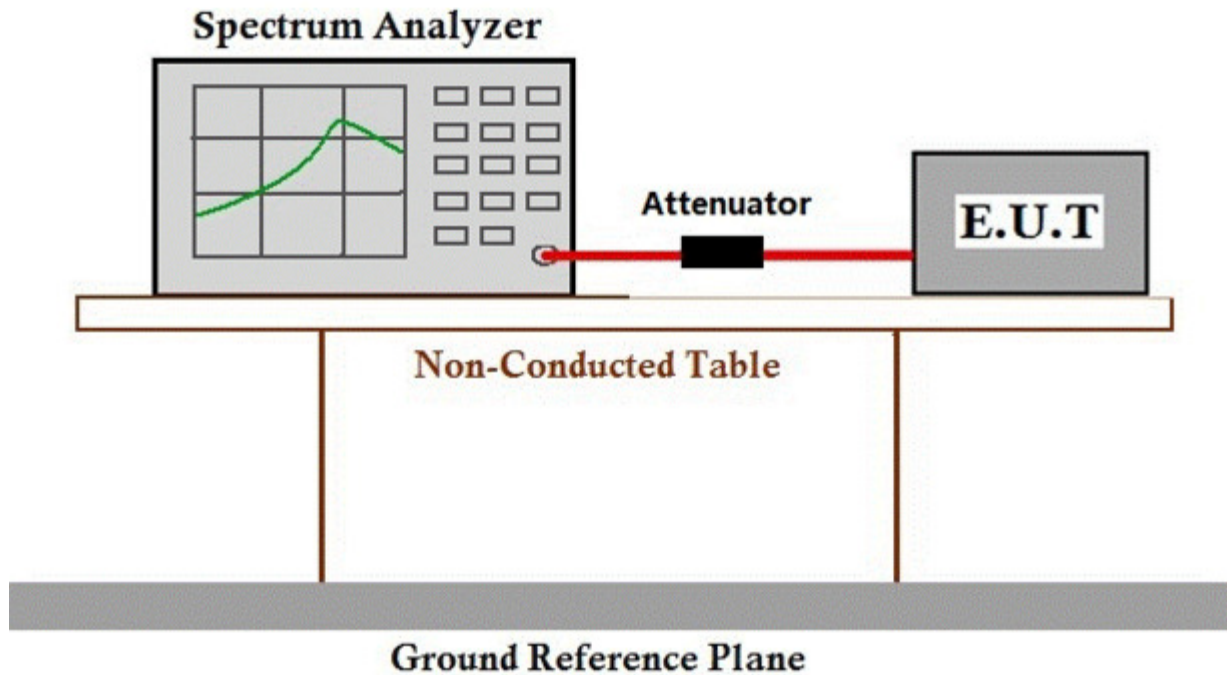 Spectrum Analyzer
Attenuator
E.U.T
Non-Conducted Table
Ground Reference Plane